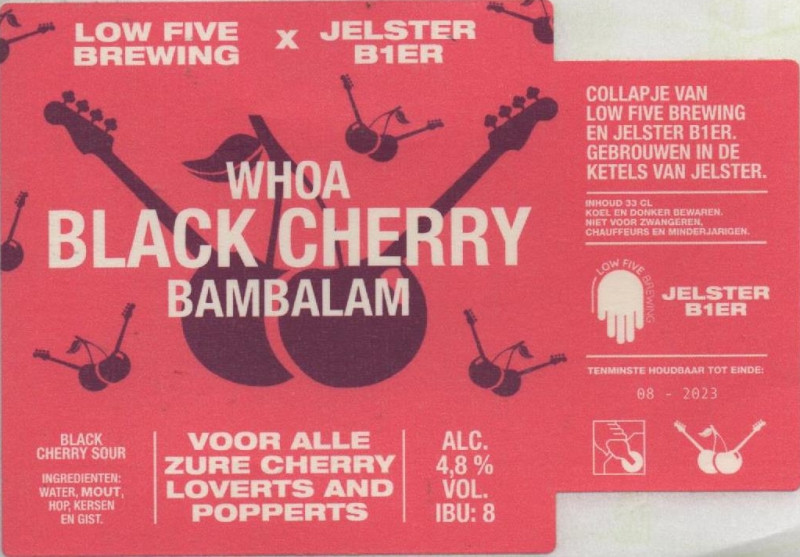 LOW FIVE
BREWING
X
JELSTER
B1ER
WHOA
BLACK CHERRY
BAMBALAM
BLACK
CHERRY SOUR
INGREDIENTEN:
WATER, MOUT,
HOP, KERSEN
EN GIST.
VOOR ALLE
ZURE CHERRY
LOVERTS AND
POPPERTS
ALC.
4,8 %
VOL.
IBU: 8
COLLAPJE VAN
LOW FIVE BREWING
EN JELSTER B1ER.
GEBROUWEN IN DE
KETELS VAN JELSTER.
INHOUD 33 CL
KOEL EN DONKER BEWAREN.
NIET VOOR ZWANGEREN,
CHAUFFEURS EN MINDERJARIGEN.
LOW FIVE BREWING
JELSTER
B1ER
TENMINSTE HOUDBAAR TOT EINDE:
08 - 2023